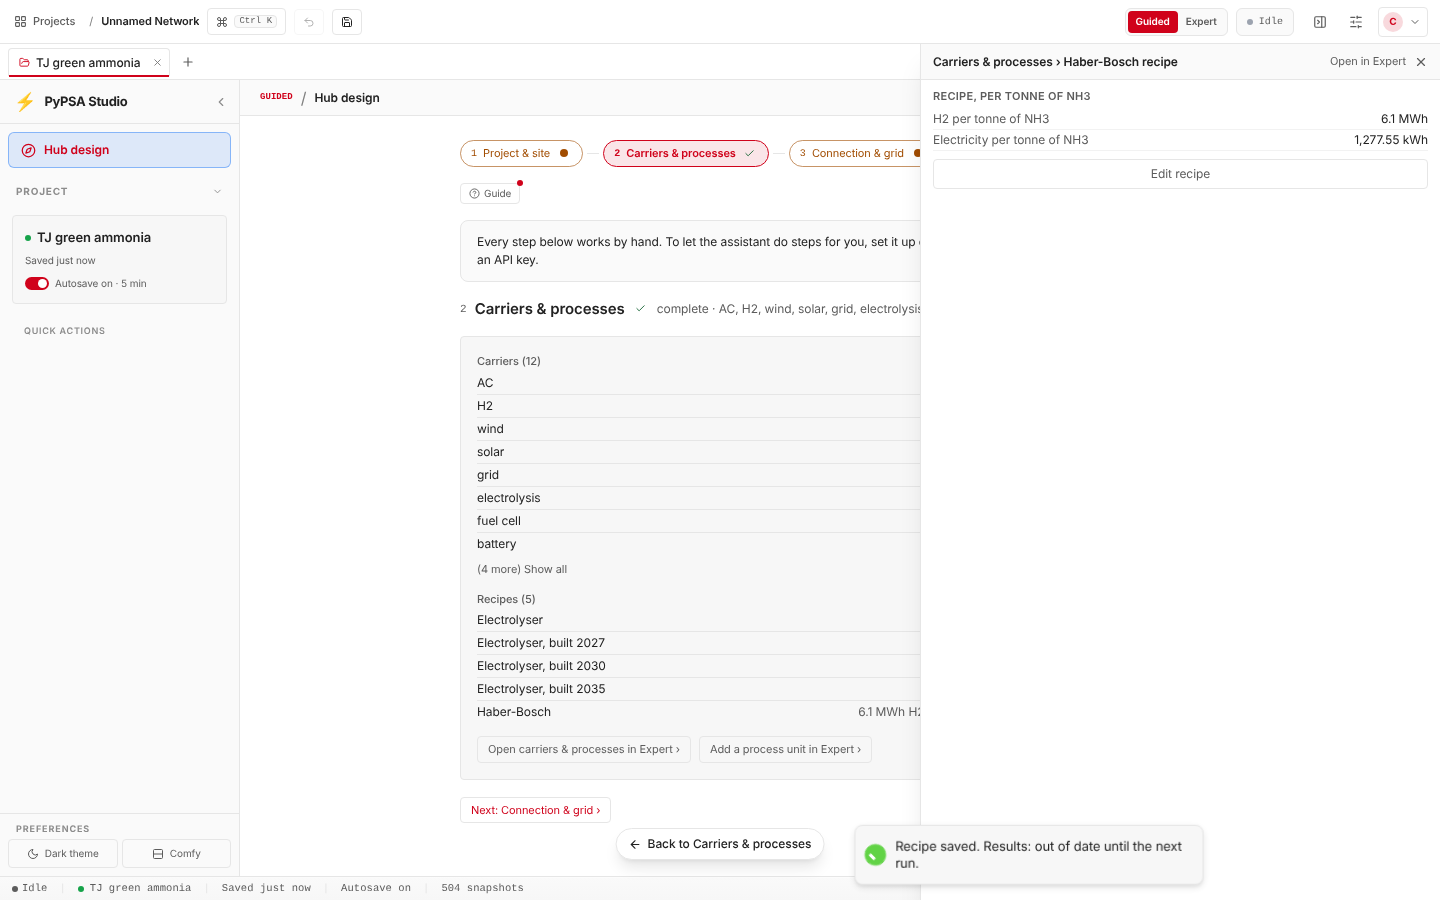 Projects / Unnamed Network
Ctrl K
Guided
Expert
Idle
C
TJ green ammonia
PyPSA Studio
Hub design
PROJECT
TJ green ammonia
Saved just now
Autosave on · 5 min
QUICK ACTIONS
PREFERENCES
Dark theme
Comfy
GUIDED / Hub design
1 Project & site
2 Carriers & processes
3 Connection & grid
Guide
Every step below works by hand. To let the assistant do steps for you, set it up
an API key.
2 Carriers & processes complete · AC, H2, wind, solar, grid, electrolysis
Carriers (12)
AC
H2
wind
solar
grid
electrolysis
fuel cell
battery
(4 more) Show all
Recipes (5)
Electrolyser
Electrolyser, built 2027
Electrolyser, built 2030
Electrolyser, built 2035
Haber-Bosch 6.1 MWh H2
Open carriers & processes in Expert ›
Add a process unit in Expert ›
Next: Connection & grid ›
Back to Carriers & processes
Carriers & processes › Haber-Bosch recipe
Open in Expert
RECIPE, PER TONNE OF NH3
H2 per tonne of NH3 6.1 MWh
Electricity per tonne of NH3 1,277.55 kWh
Edit recipe
Recipe saved. Results: out of date until the next
run.
Idle
TJ green ammonia
Saved just now
Autosave on
504 snapshots